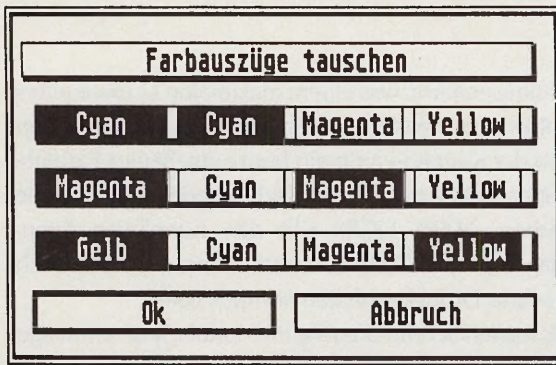 Farbauszüge tauschen
Cyan Cyan Magenta Yellow
Magenta Cyan Magenta Yellow
Gelb Cyan Magenta Yellow
Ok Abbruch